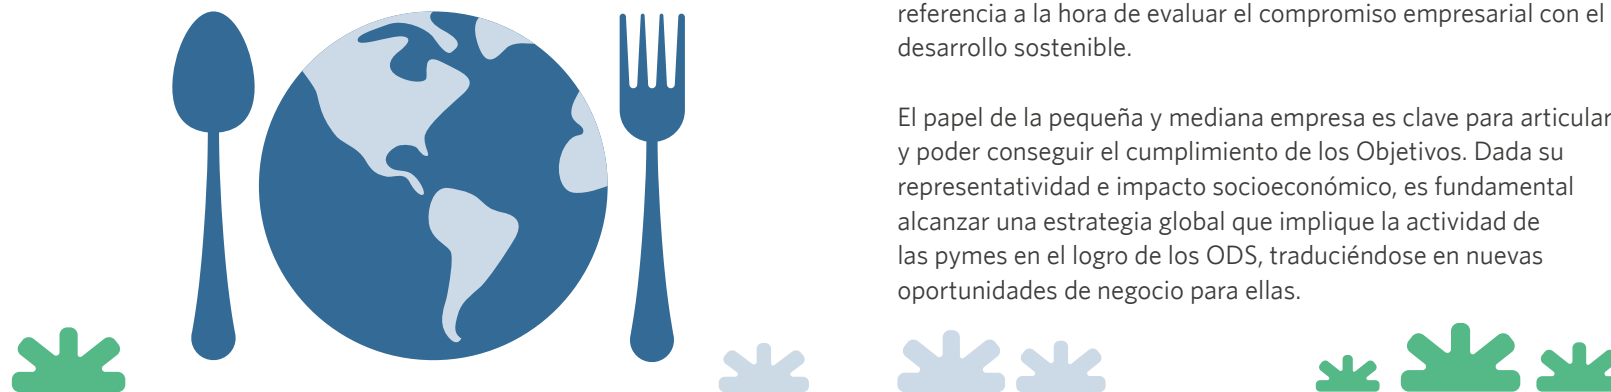 referencia a la hora de evaluar el compromiso empresarial con el
desarrollo sostenible.
El papel de la pequeña y mediana empresa es clave para articular
y poder conseguir el cumplimiento de los Objetivos. Dada su
representatividad e impacto socioeconómico, es fundamental
alcanzar una estrategia global que implique la actividad de
las pymes en el logro de los ODS, traduciéndose en nuevas
oportunidades de negocio para ellas.